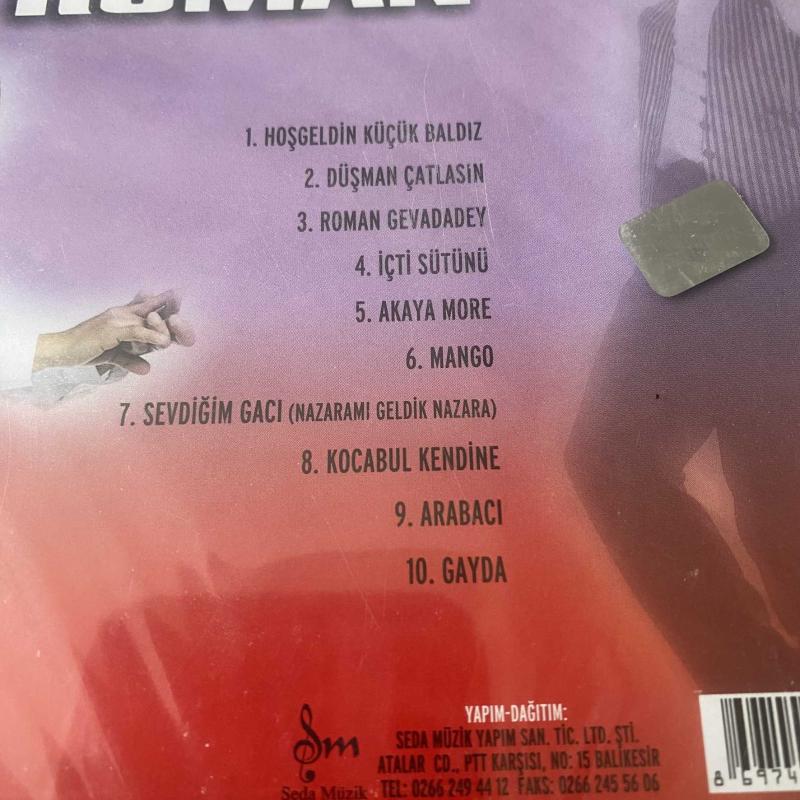 ROMAN
1. HOŞGELDİN KÜÇÜK BALDIZ
2. DÜŞMAN ÇATLASIN
3. ROMAN GEVADADEY
4. İÇTİ SÜTÜNÜ
5. AKAYA MORE
6. MANGO
7. SEVDİĞİM GACI (NAZARAMI GELDİK NAZARA)
8. KOCABUL KENDİNE
9. ARABACI
10. GAYDA
YAPIM-DAĞITIM:
SEDA MÜZİK YAPIM SAN. TİC. LTD. ŞTİ.
ATALAR CD., PTT KARŞISI, NO: 15 BALIKESİR
TEL: 0266 249 44 12 FAKS: 0266 245 56 06
Sm
Seda Müzik
8 6974